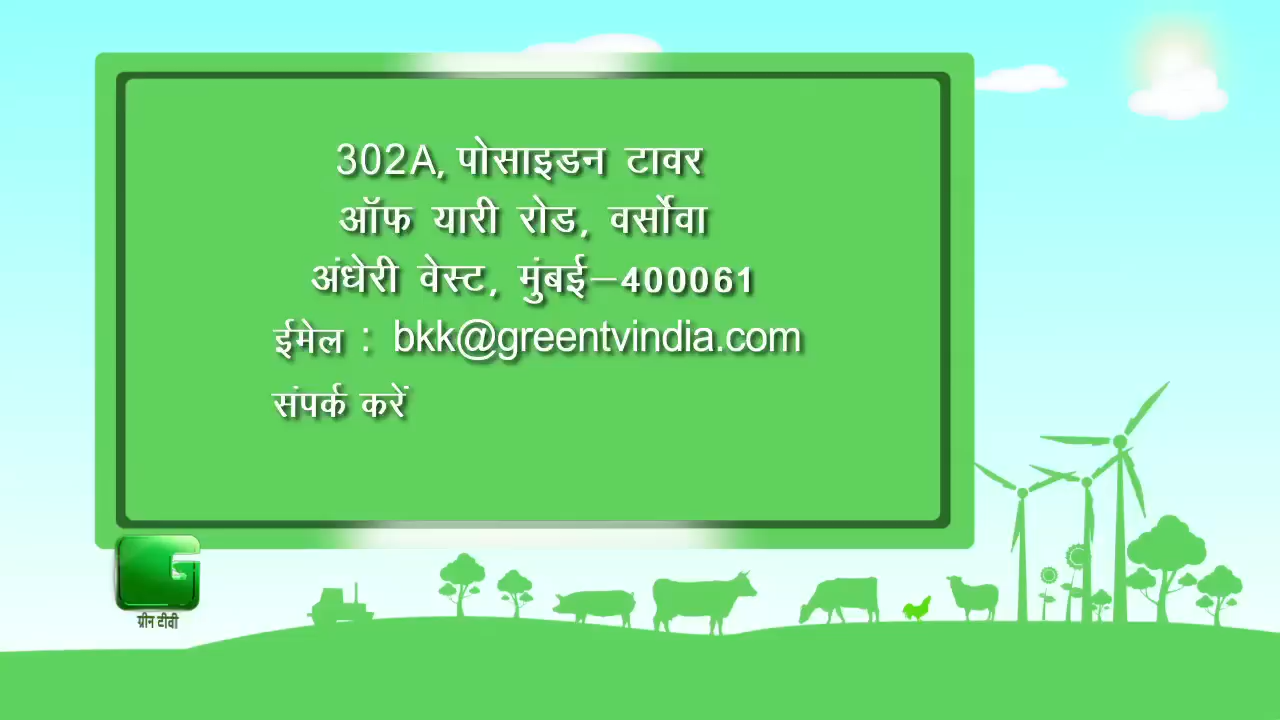 302A, पोसाइडन टावर
ऑफ यारी रोड, वर्सोवा
अंधेरी वेस्ट, मुंबई-400061
ईमेल : bkk@greentvindia.com
संपर्क करें
ग्रीन टीवी